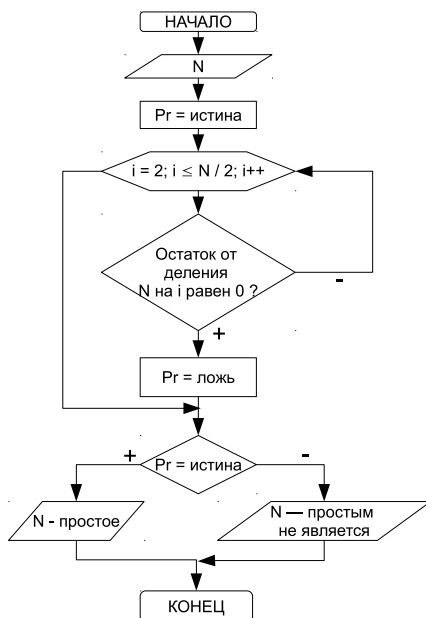 НАЧАЛО
N
Pr = истина
i = 2; i ≤ N / 2; i++
Остаток от
деления
N на i равен 0 ?
-
+
Pr = ложь
Pr = истина
+
-
N - простое
N — простым
не является
КОНЕЦ